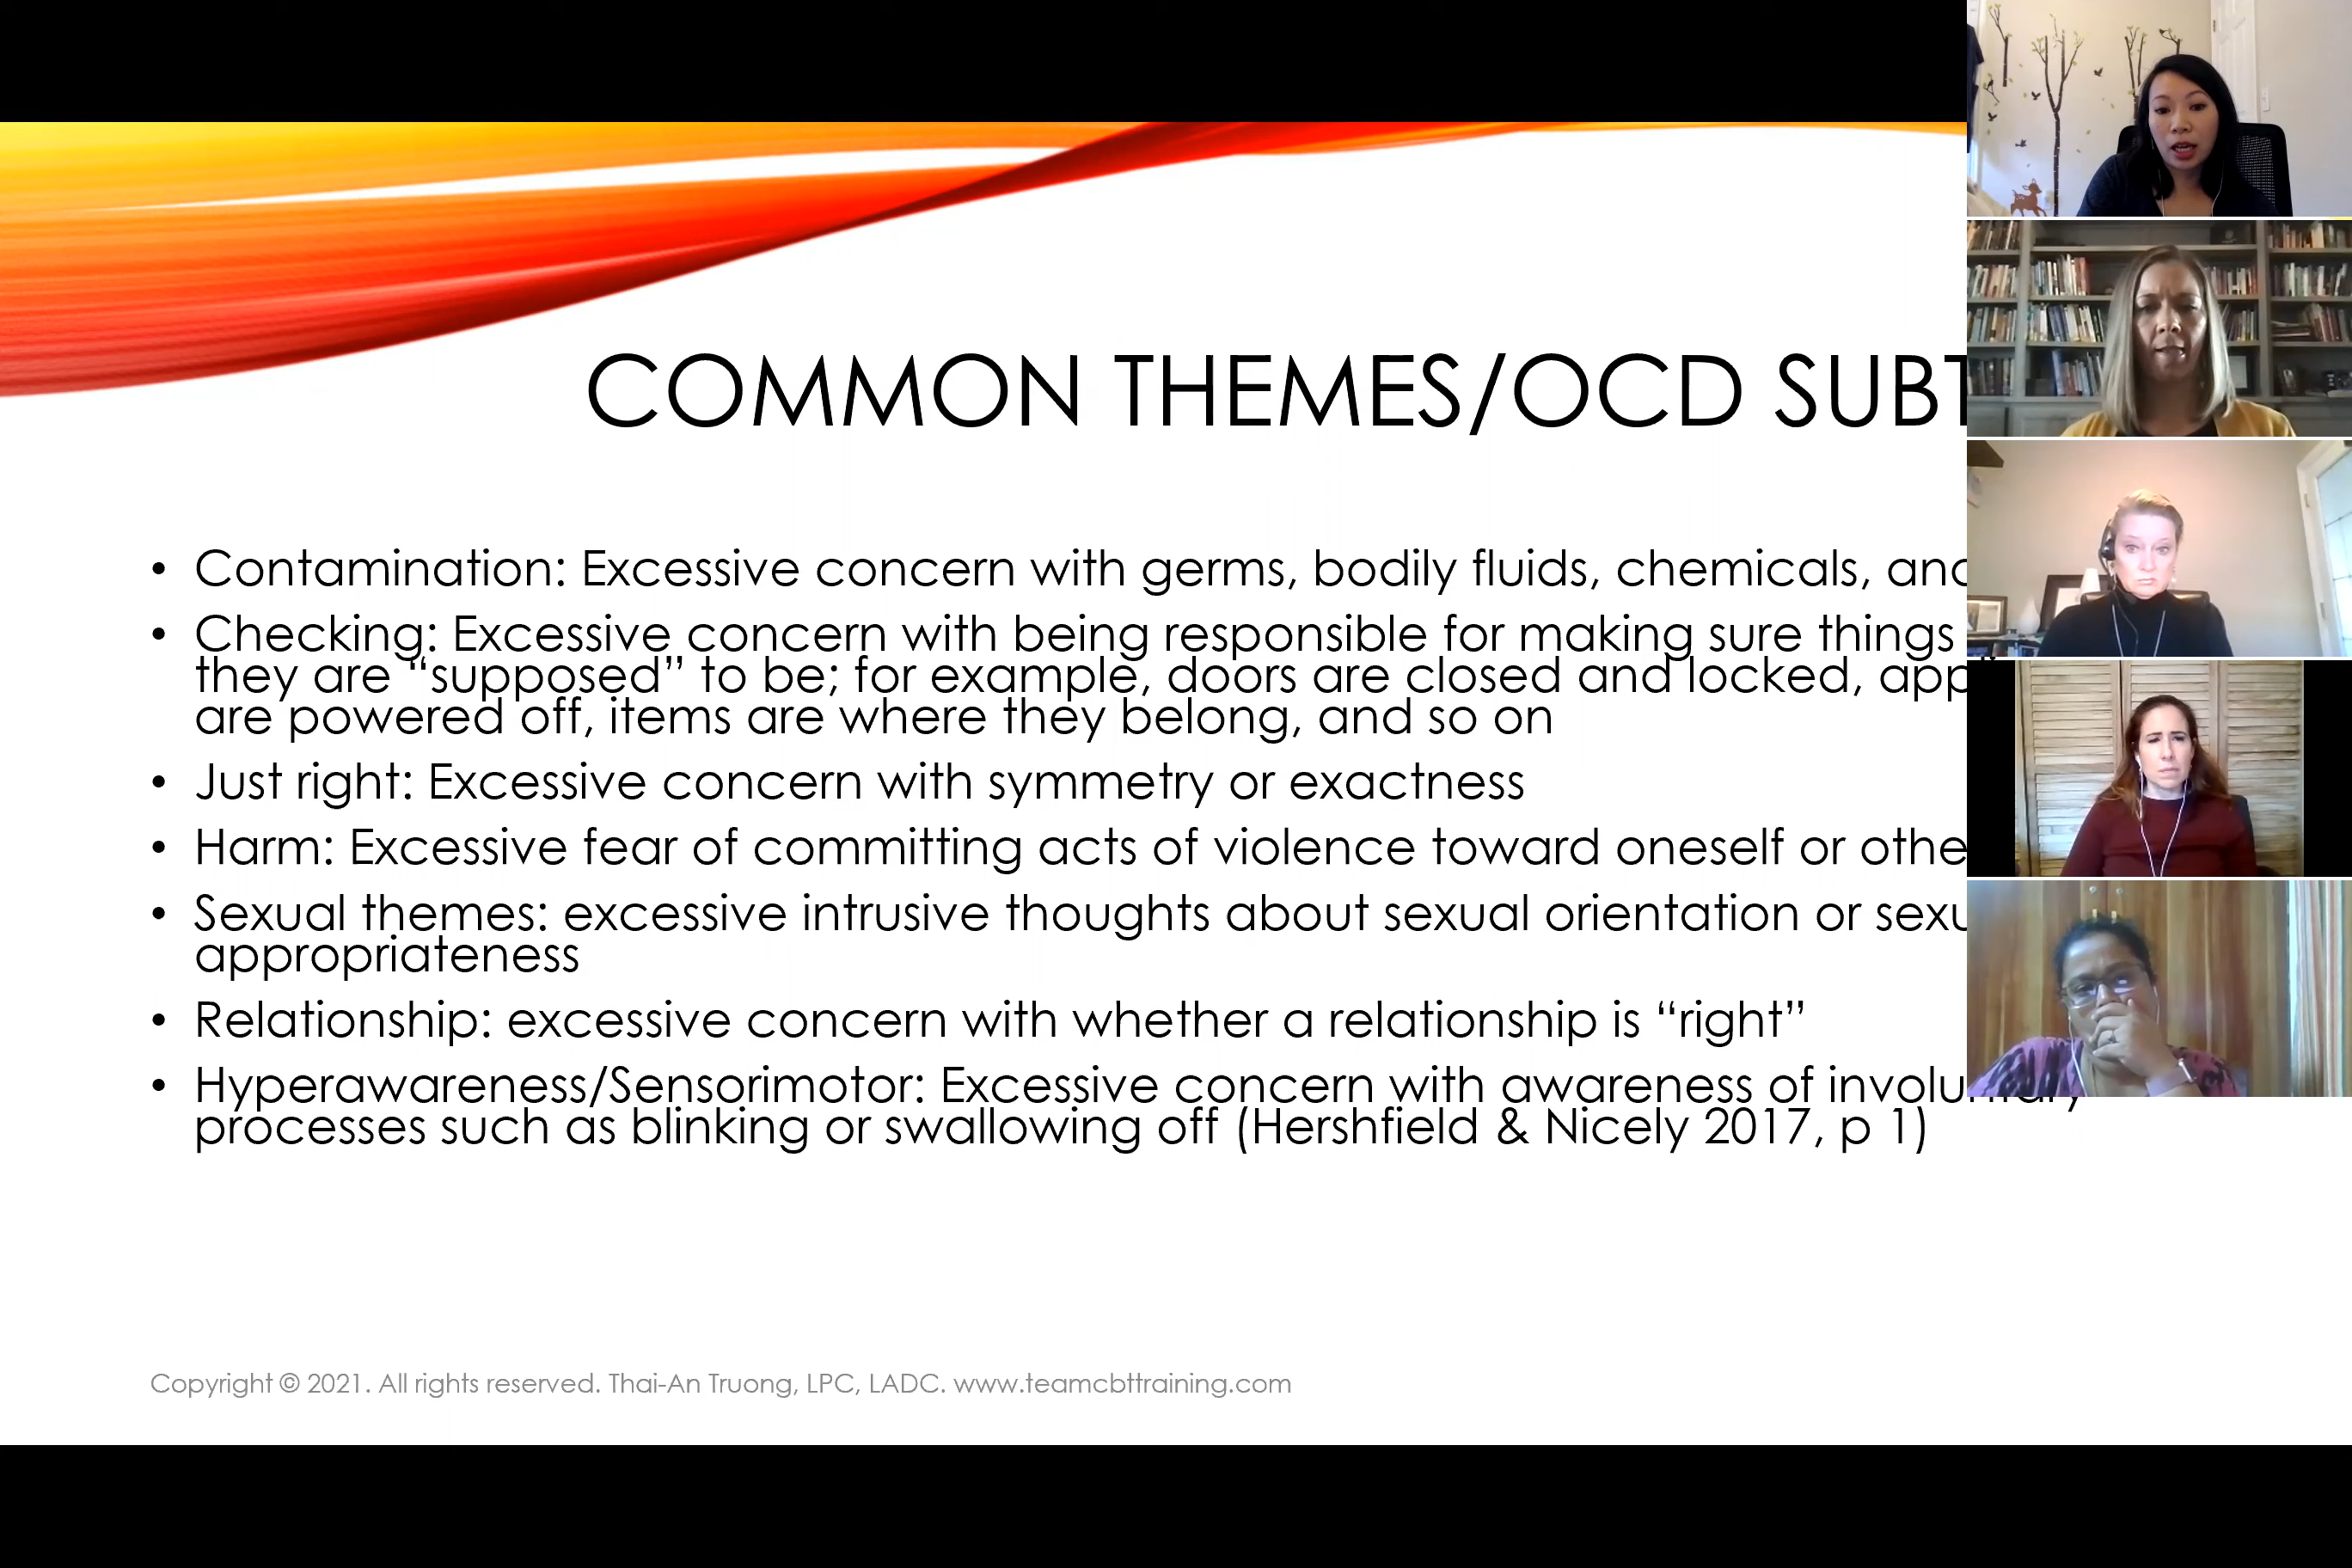 COMMON THEMES/OCD SUBT
• Contamination: Excessive concern with germs, bodily fluids, chemicals, and
• Checking: Excessive concern with being responsible for making sure things
they are “supposed” to be; for example, doors are closed and locked,
are powered off, items are where they belong, and so on
• Just right: Excessive concern with symmetry or exactness
• Harm: Excessive fear of committing acts of violence toward oneself or othe
• Sexual themes: excessive intrusive thoughts about sexual orientation or sexu
appropriateness
• Relationship: excessive concern with whether a relationship is “right”
• Hyperawareness/Sensorimotor: Excessive concern with awareness of involuntary
processes such as blinking or swallowing off (Hershfield & Nicely 2017, p 1)
Copyright © 2021. All rights reserved. Thai-An Truong, LPC, LADC. www.teamcbttraining.com